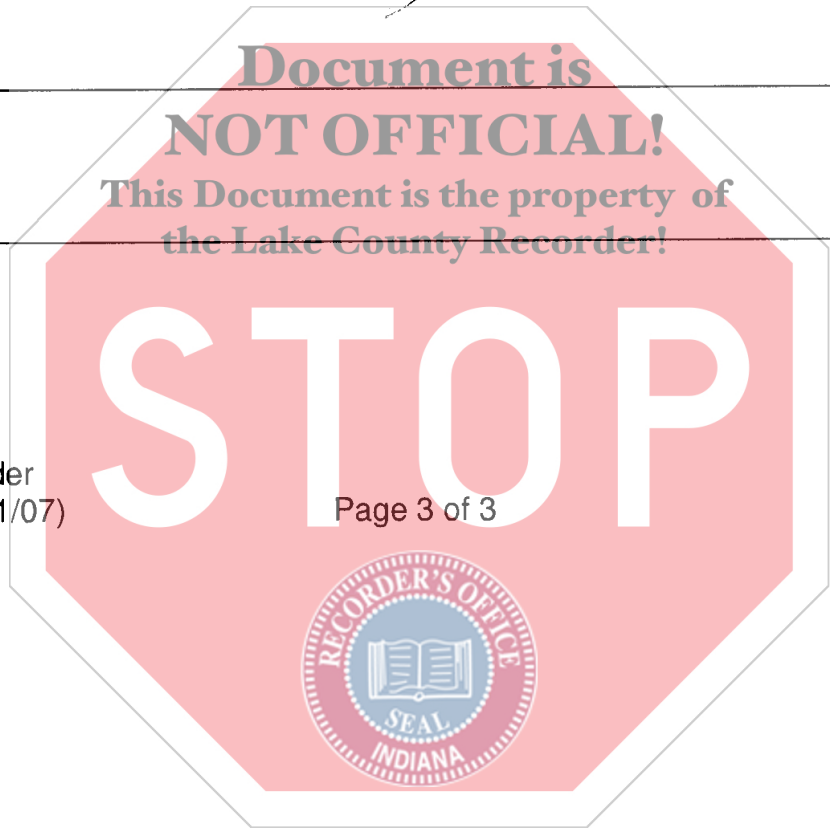 Document is
NOT OFFICIAL!
This Document is the property of
the Lake County Recorder!
STOP
der
1/07)
Page 3 of 3
RECORDER'S OFFICE
SEAL
INDIANA